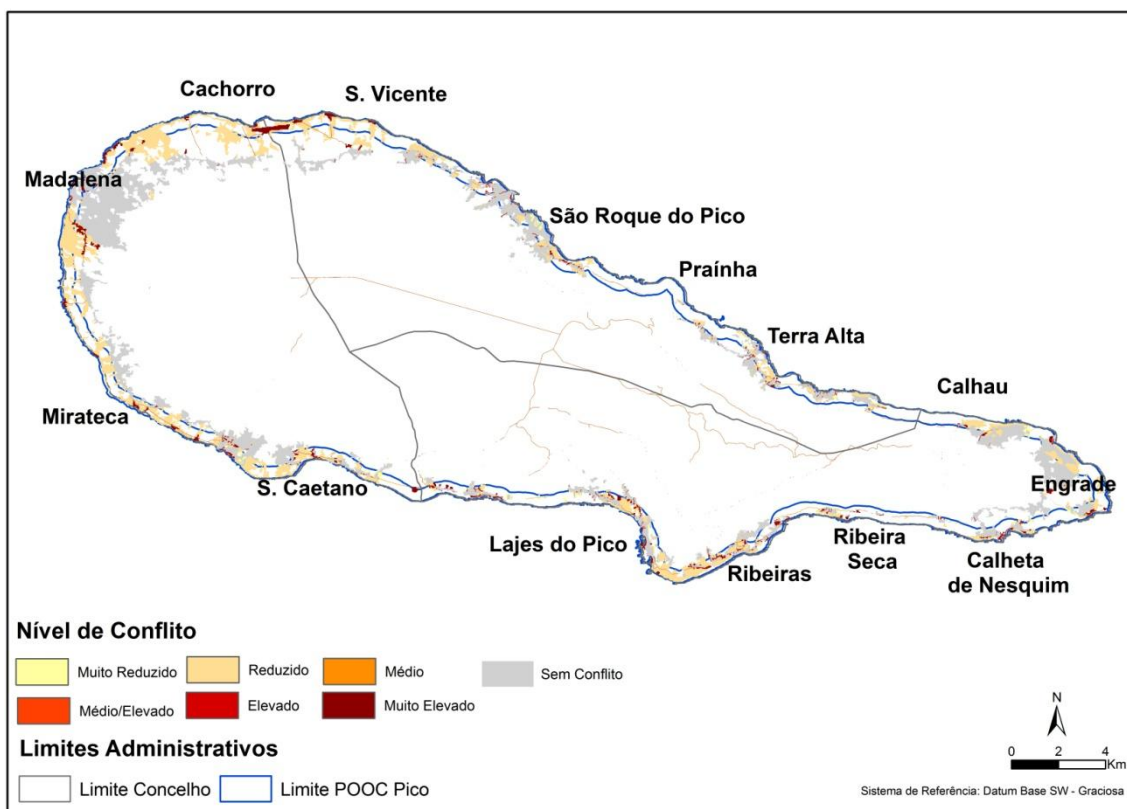 Cachorro
S. Vicente
Madalena
São Roque do Pico
Praínha
Terra Alta
Calhau
Mirateca
S. Caetano
Engrade
Lajes do Pico
Ribeiras
Ribeira
Seca
Calheta
de Nesquim
Nível de Conflito
Muito Reduzido
Reduzido
Médio
Sem Conflito
Médio/Elevado
Elevado
Muito Elevado
Limites Administrativos
Limite Concelho
Limite POOC Pico
N
0 2 4
Km
Sistema de Referência: Datum Base SW - Graciosa